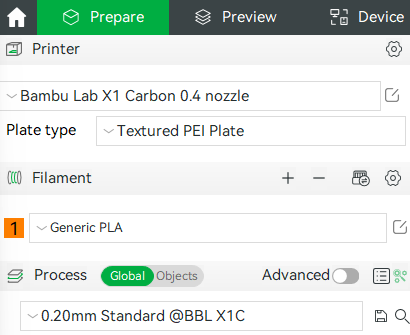 Prepare Preview Device
Printer
Bambu Lab X1 Carbon 0.4 nozzle
Plate type Textured PEI Plate
Filament
1 Generic PLA
Process Global Objects Advanced
0.20mm Standard @BBL X1C